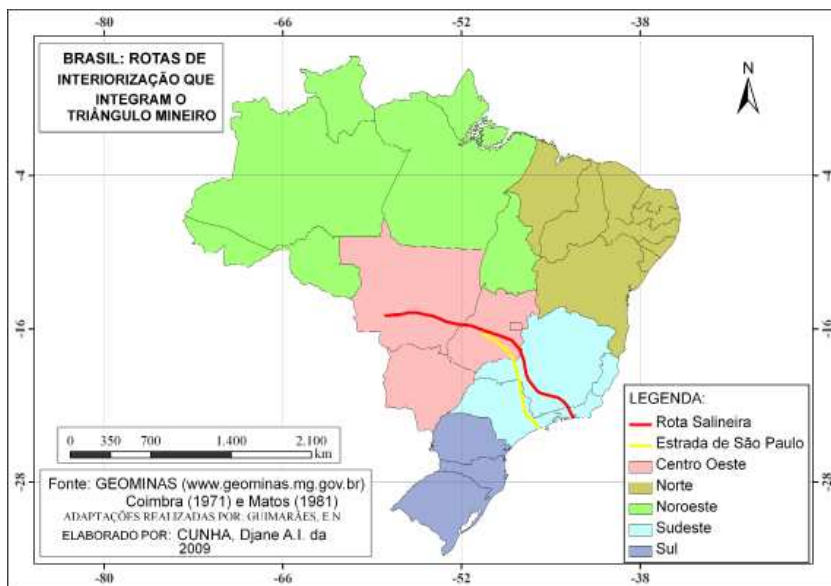 -80
-66
-52
-38
BRASIL: ROTAS DE
INTERIORIZAÇÃO QUE
INTEGRAM O
TRIÂNGULO MINEIRO
N
-4
-4
-16
-16
-28
-28
LEGENDA:
Rota Salineira
Estrada de São Paulo
Centro Oeste
Norte
Noroeste
Sudeste
Sul
0 350 700 1.400 2.100
km
Fonte: GEOMINAS (www.geominas.mg.gov.br)
Coimbra (1971) e Matos (1981)
ADAPTAÇÕES REALIZADAS POR: GUIMARÃES, E.N.
ELABORADO POR: CUNHA, Djane A.I. da
2009
-80
-66
-52
-38